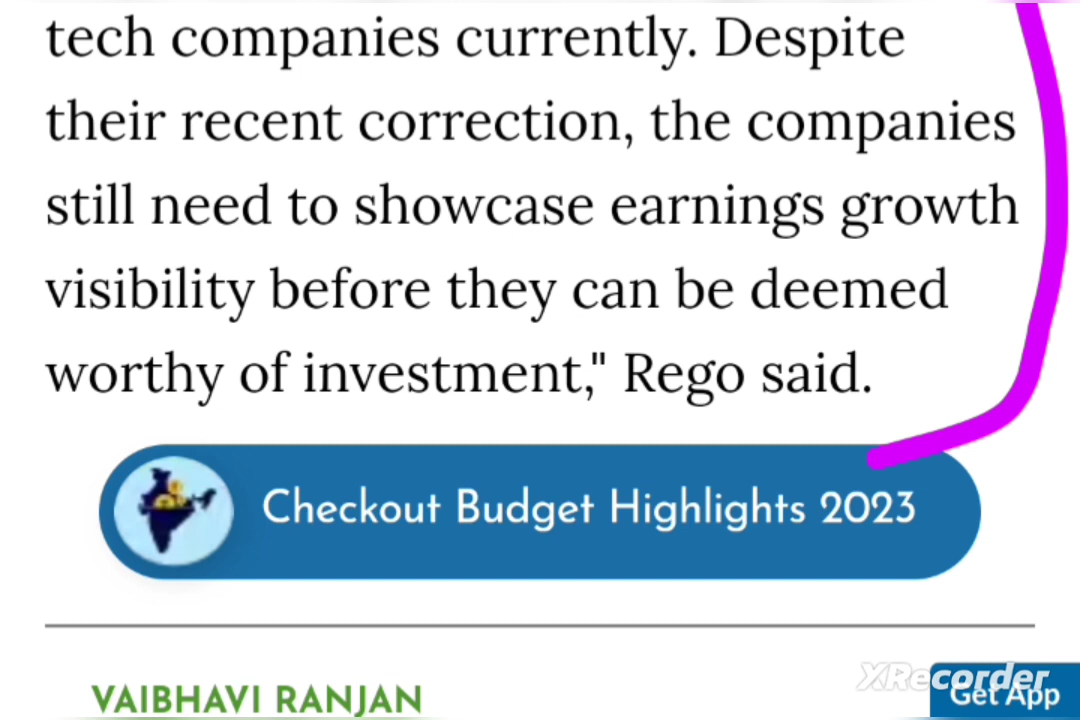 tech companies currently. Despite
their recent correction, the companies
still need to showcase earnings growth
visibility before they can be deemed
worthy of investment," Rego said.
Checkout Budget Highlights 2023
VAIBHAVI RANJAN
XRecorder
Get App